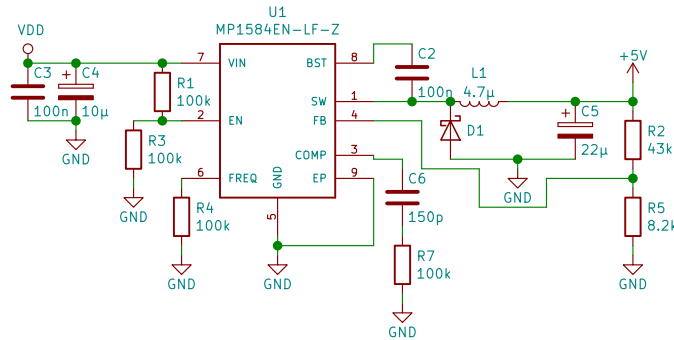 U1
MP1584EN-LF-Z
VDD
7
VIN
BST
8
C3
100n
C4
10µ
R1
100k
C2
100n
L1
4.7µ
+5V
SW
1
2
EN
FB
4
D1
C5
22µ
R2
43k
R3
100k
GND
COMP
3
6
FREQ
GND
EP
9
C6
150p
GND
GND
R4
100k
5
R5
8.2k
R7
100k
GND
GND
GND
GND